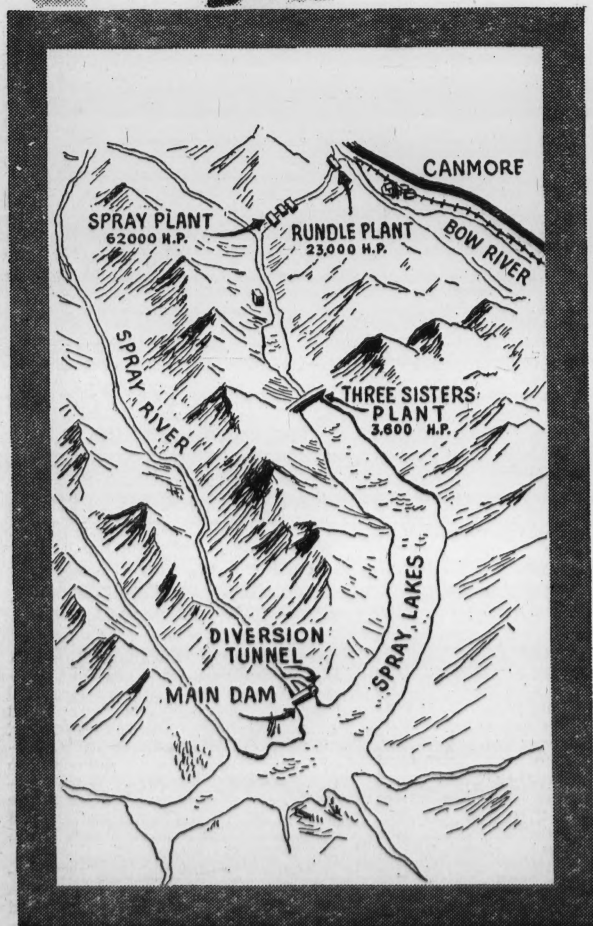 CANMORE
SPRAY PLANT
62000 H.P.
RUNDLE PLANT
23,000 H.P.
BOW RIVER
SPRAY RIVER
THREE SISTERS
PLANT
3,600 H.P.
SPRAY LAKES
DIVERSION
TUNNEL
MAIN DAM